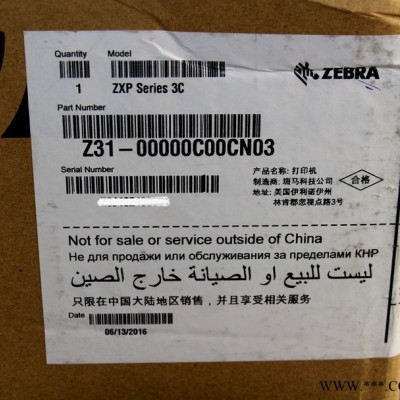 Quantity
Model
ZEBRA
1
ZXP Series 3C
Part Number
Z31-00000C00CN03
Serial Number
产品名称：打印机
制造商：斑马科技公司
美国伊利诺伊州
林肯郡忽视点路3号
合格
Not for sale or service outside of China
Не для продажи или обслуживания за пределами КНР
ليست للبيع او الصيانة خارج الصين
只限在中国大陆地区销售，并且享受相关服务
Date
06/13/2016